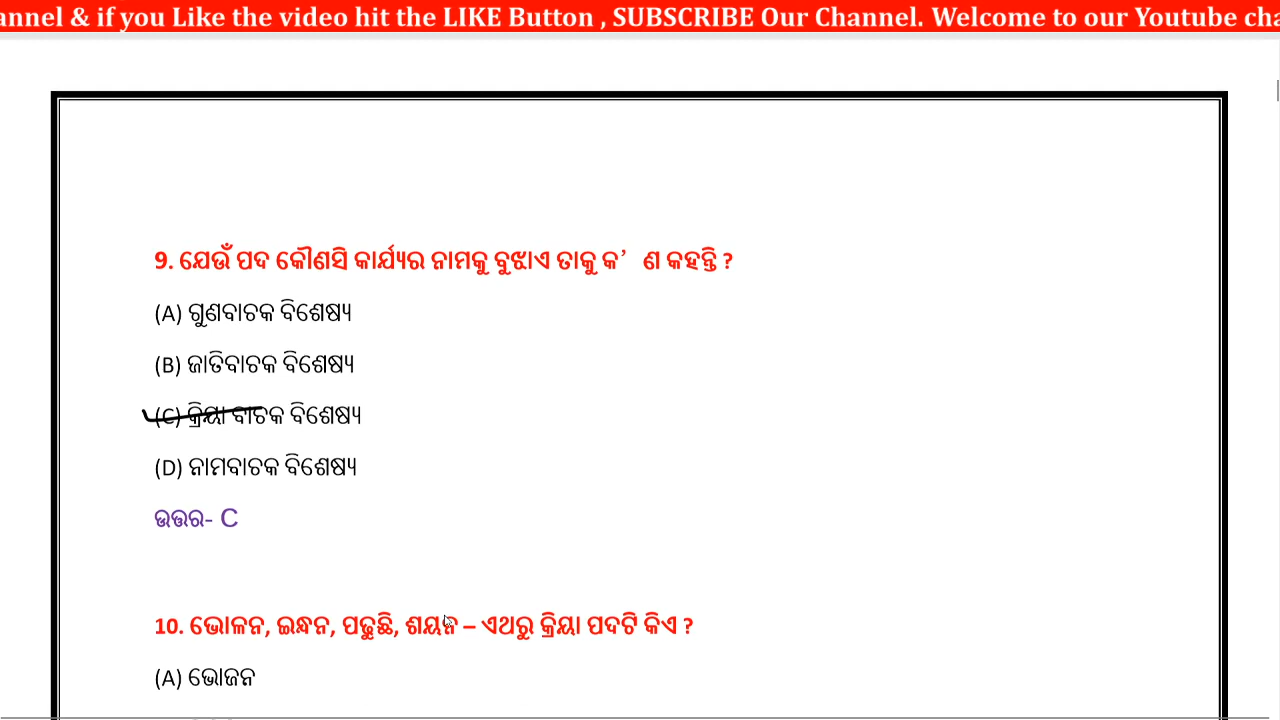 annel & if you Like the video hit the LIKE Button , SUBSCRIBE Our Channel. Welcome to our Youtube cha
9. ଯେଉଁ ପଦ କୌଣସି କାର୍ଯ୍ୟର ନାମକୁ ବୁଝାଏ ତାକୁ କ’ ଣ କହନ୍ତି ?
(A) ଗୁଣବାଚକ ବିଶେଷ୍ୟ
(B) ଜାତିବାଚକ ବିଶେଷ୍ୟ
(C) କ୍ରିୟା ବାଚକ ବିଶେଷ୍ୟ
(D) ନାମବାଚକ ବିଶେଷ୍ୟ
ଉତ୍ତର- C
10. ଭୋଳନ, ଇନ୍ଧନ, ପଢୁଛି, ଶୟନ – ଏଥରୁ କ୍ରିୟା ପଦଟି କିଏ ?
(A) ଭୋଜନ